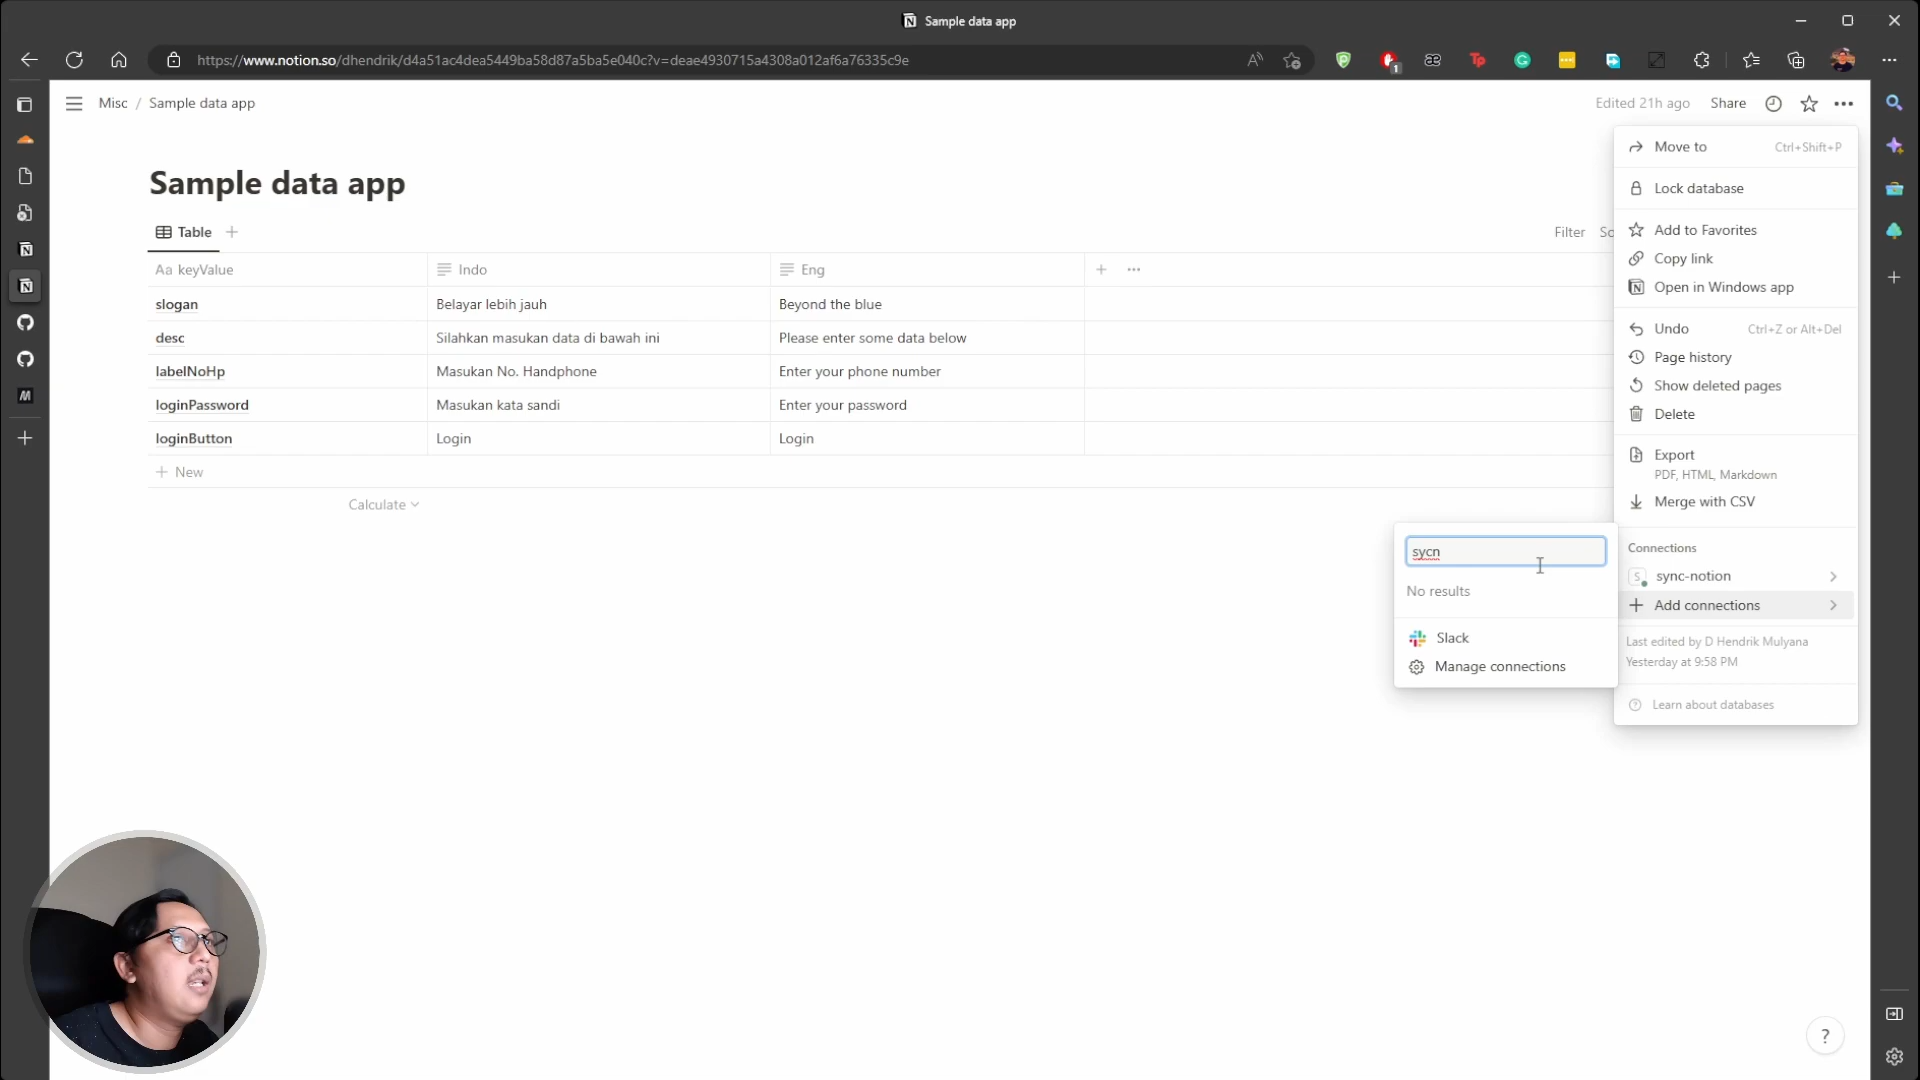 Sample data app
https://www.notion.so/dhendrik/d4a51ac4dea5449ba58d87a5ba5e040c?v=deae4930715a4308a012af6a76335c9e
1
Misc / Sample data app
Edited 21h ago Share
Sample data app
Table
Filter So
Aa keyValue Indo Eng
slogan Belayar lebih jauh Beyond the blue
desc Silahkan masukan data di bawah ini Please enter some data below
labelNoHp Masukan No. Handphone Enter your phone number
loginPassword Masukan kata sandi Enter your password
loginButton Login Login
+ New
Calculate
Move to Ctrl+Shift+P
Lock database
Add to Favorites
Copy link
Open in Windows app
Undo Ctrl+Z or Alt+Del
Page history
Show deleted pages
Delete
Export
PDF, HTML, Markdown
Merge with CSV
Connections
S sync-notion
Add connections
Last edited by D Hendrik Mulyana
Yesterday at 9:58 PM
Learn about databases
sycn
No results
Slack
Manage connections
?